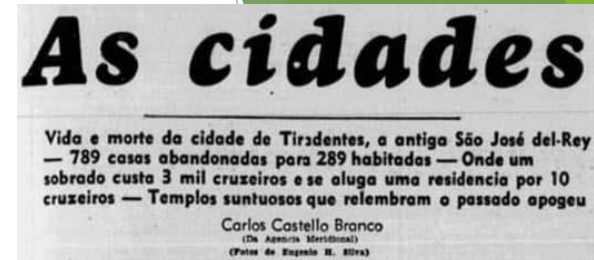 As cidades
Vida e morte da cidade de Tiradentes, a antiga São José del-Rey
— 789 casas abandonadas para 289 habitadas — Onde um
sobrado custa 3 mil cruzeiros e se aluga uma residencia por 10
cruzeiros — Templos suntuosos que relembram o passado apogeu
Carlos Castello Branco
(Da Agencia Meridional)
(Fotos de Eugenio H. Silva)